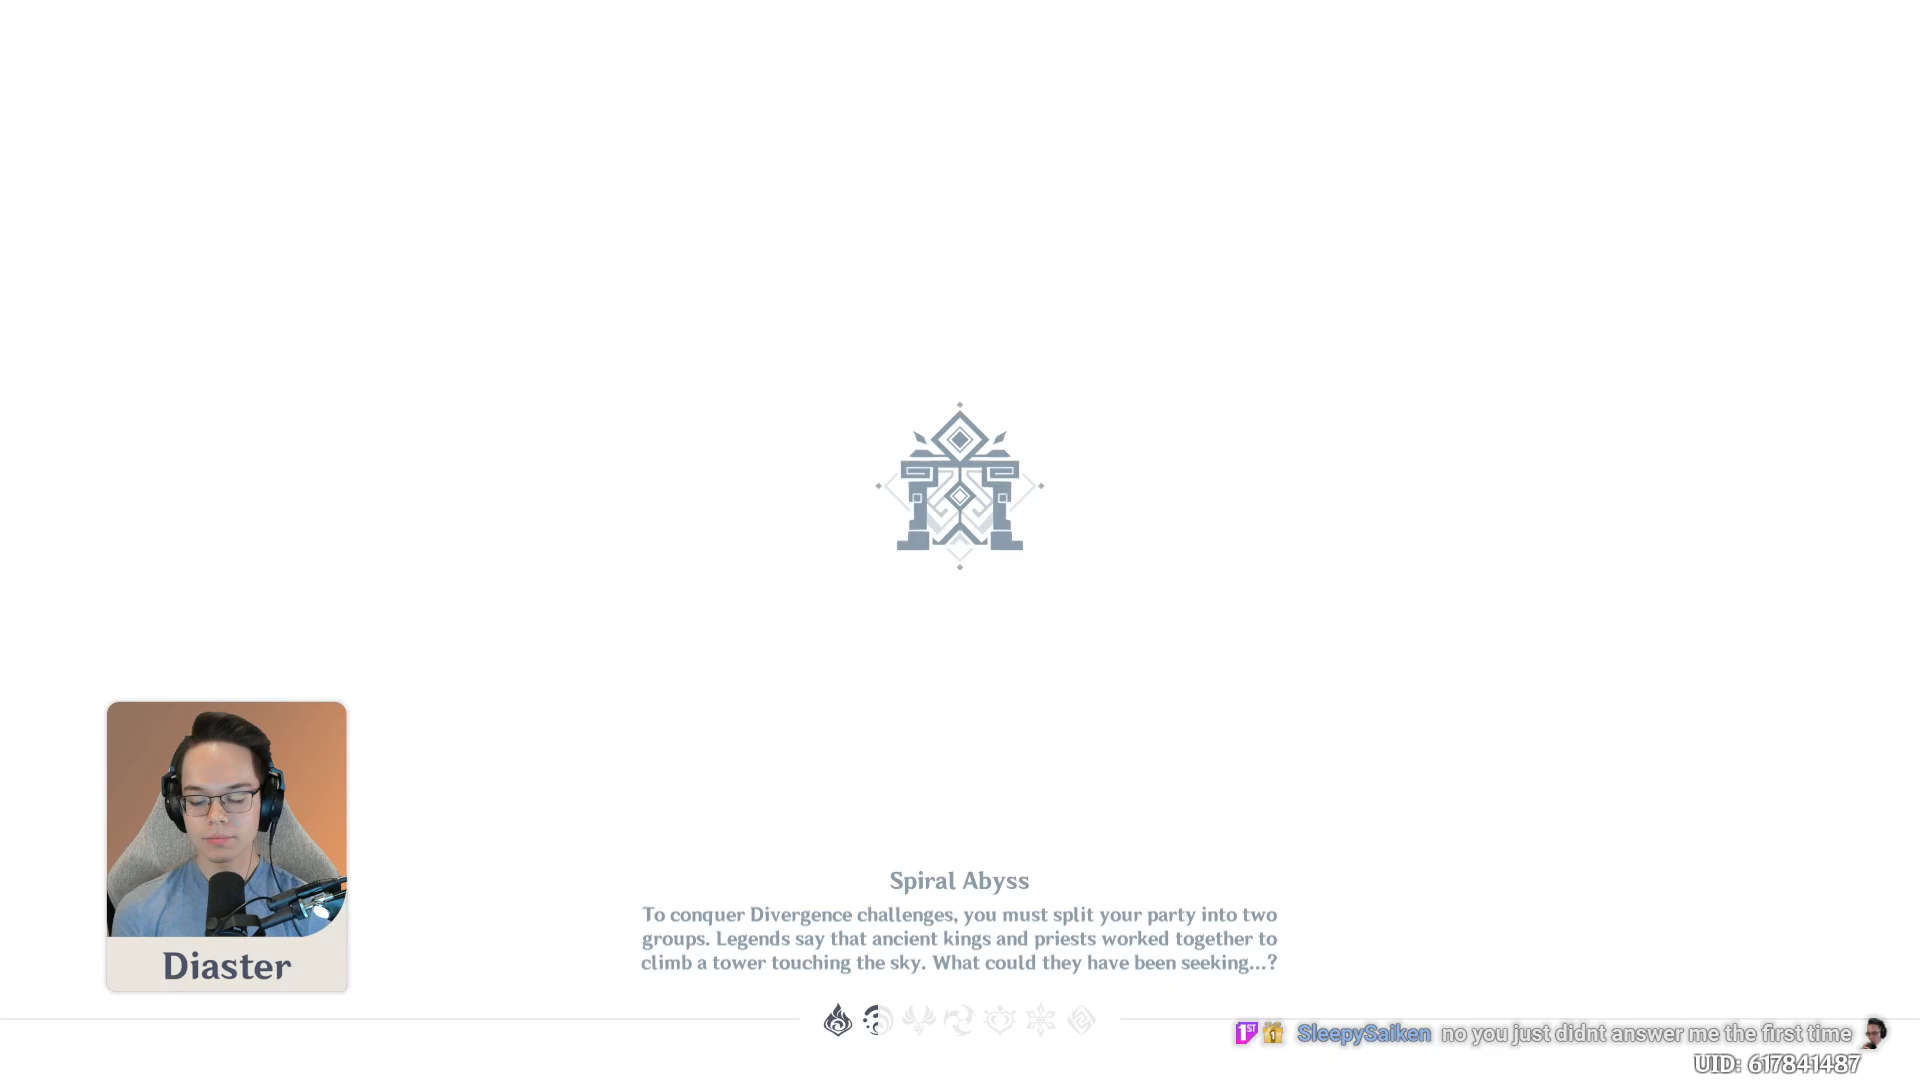 Spiral Abyss
To conquer Divergence challenges, you must split your party into two
groups. Legends say that ancient kings and priests worked together to
climb a tower touching the sky. What could they have been seeking...?
Diaster
1ST 1 SleepySaiken no you just didnt answer me the first time
UID: 617841487